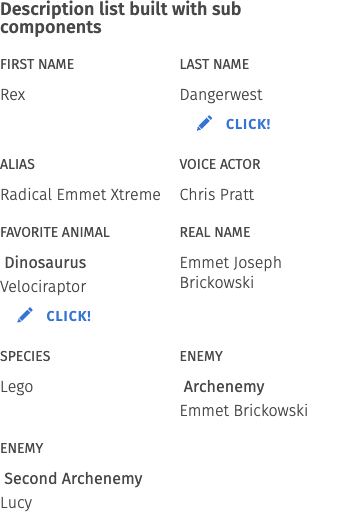 Description list built with sub
components
FIRST NAME
LAST NAME
Rex
Dangerwest
CLICK!
ALIAS
VOICE ACTOR
Radical Emmet Xtreme
Chris Pratt
FAVORITE ANIMAL
REAL NAME
Dinosaurus
Velociraptor
CLICK!
Emmet Joseph
Brickowski
SPECIES
ENEMY
Lego
Archenemy
Emmet Brickowski
ENEMY
Second Archenemy
Lucy